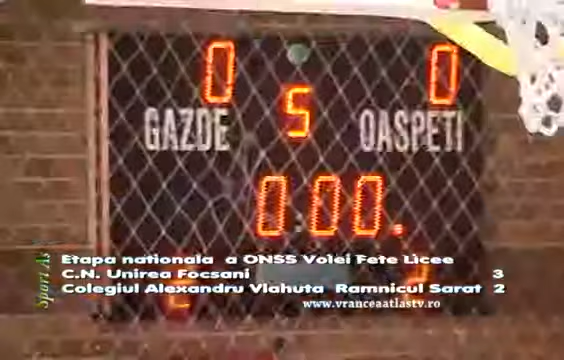 0 0
5
GAZDE OASPETI
0:00.
Sport As
Etapa nationala a ONSS Volei Fete Licee
C.N. Unirea Focsani 3
Colegiul Alexandru Vlahuta Ramnicul Sarat 2
www.vranceaatlastv.ro